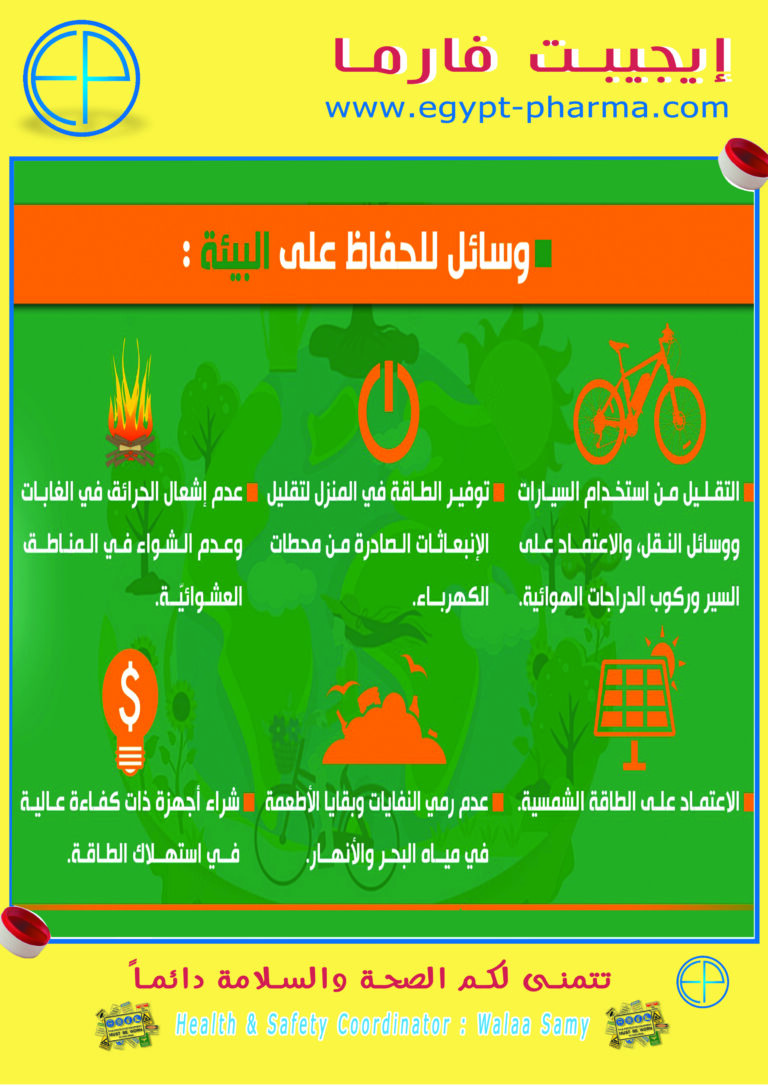 إيجيبت فارما
www.egypt-pharma.com
وسائل للحفاظ على البيئة :
التقليل من استخدام السيارات
ووسائل النقل، والاعتماد على
السير وركوب الدراجات الهوائية.
توفير الطاقة في المنزل لتقليل
الإنبعاثات الصادرة من محطات
الكهرباء.
عدم إشعال الحرائق في الغابات
وعدم الشواء في المناطق
العشوائيّة.
الاعتماد على الطاقة الشمسية.
عدم رمي النفايات وبقايا الأطعمة
في مياه البحر والأنهار.
$
شراء أجهزة ذات كفاءة عالية
في استهلاك الطاقة.
تتمنى لكم الصحة والسلامة دائماً
Health & Safety Coordinator : Walaa Samy